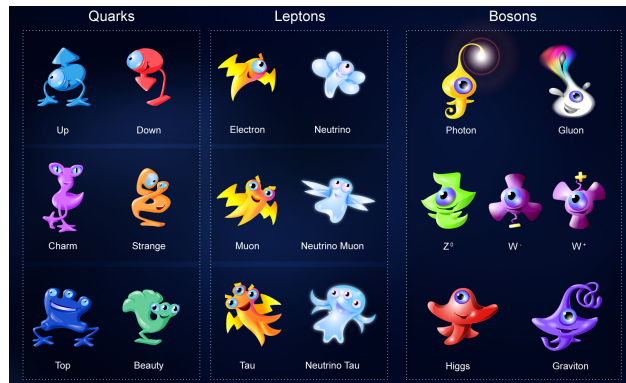 Quarks Leptons Bosons
Up Down Electron Neutrino Photon Gluon
Charm Strange Muon Neutrino Muon Z⁰ W⁻ W⁺
Top Beauty Tau Neutrino Tau Higgs Graviton